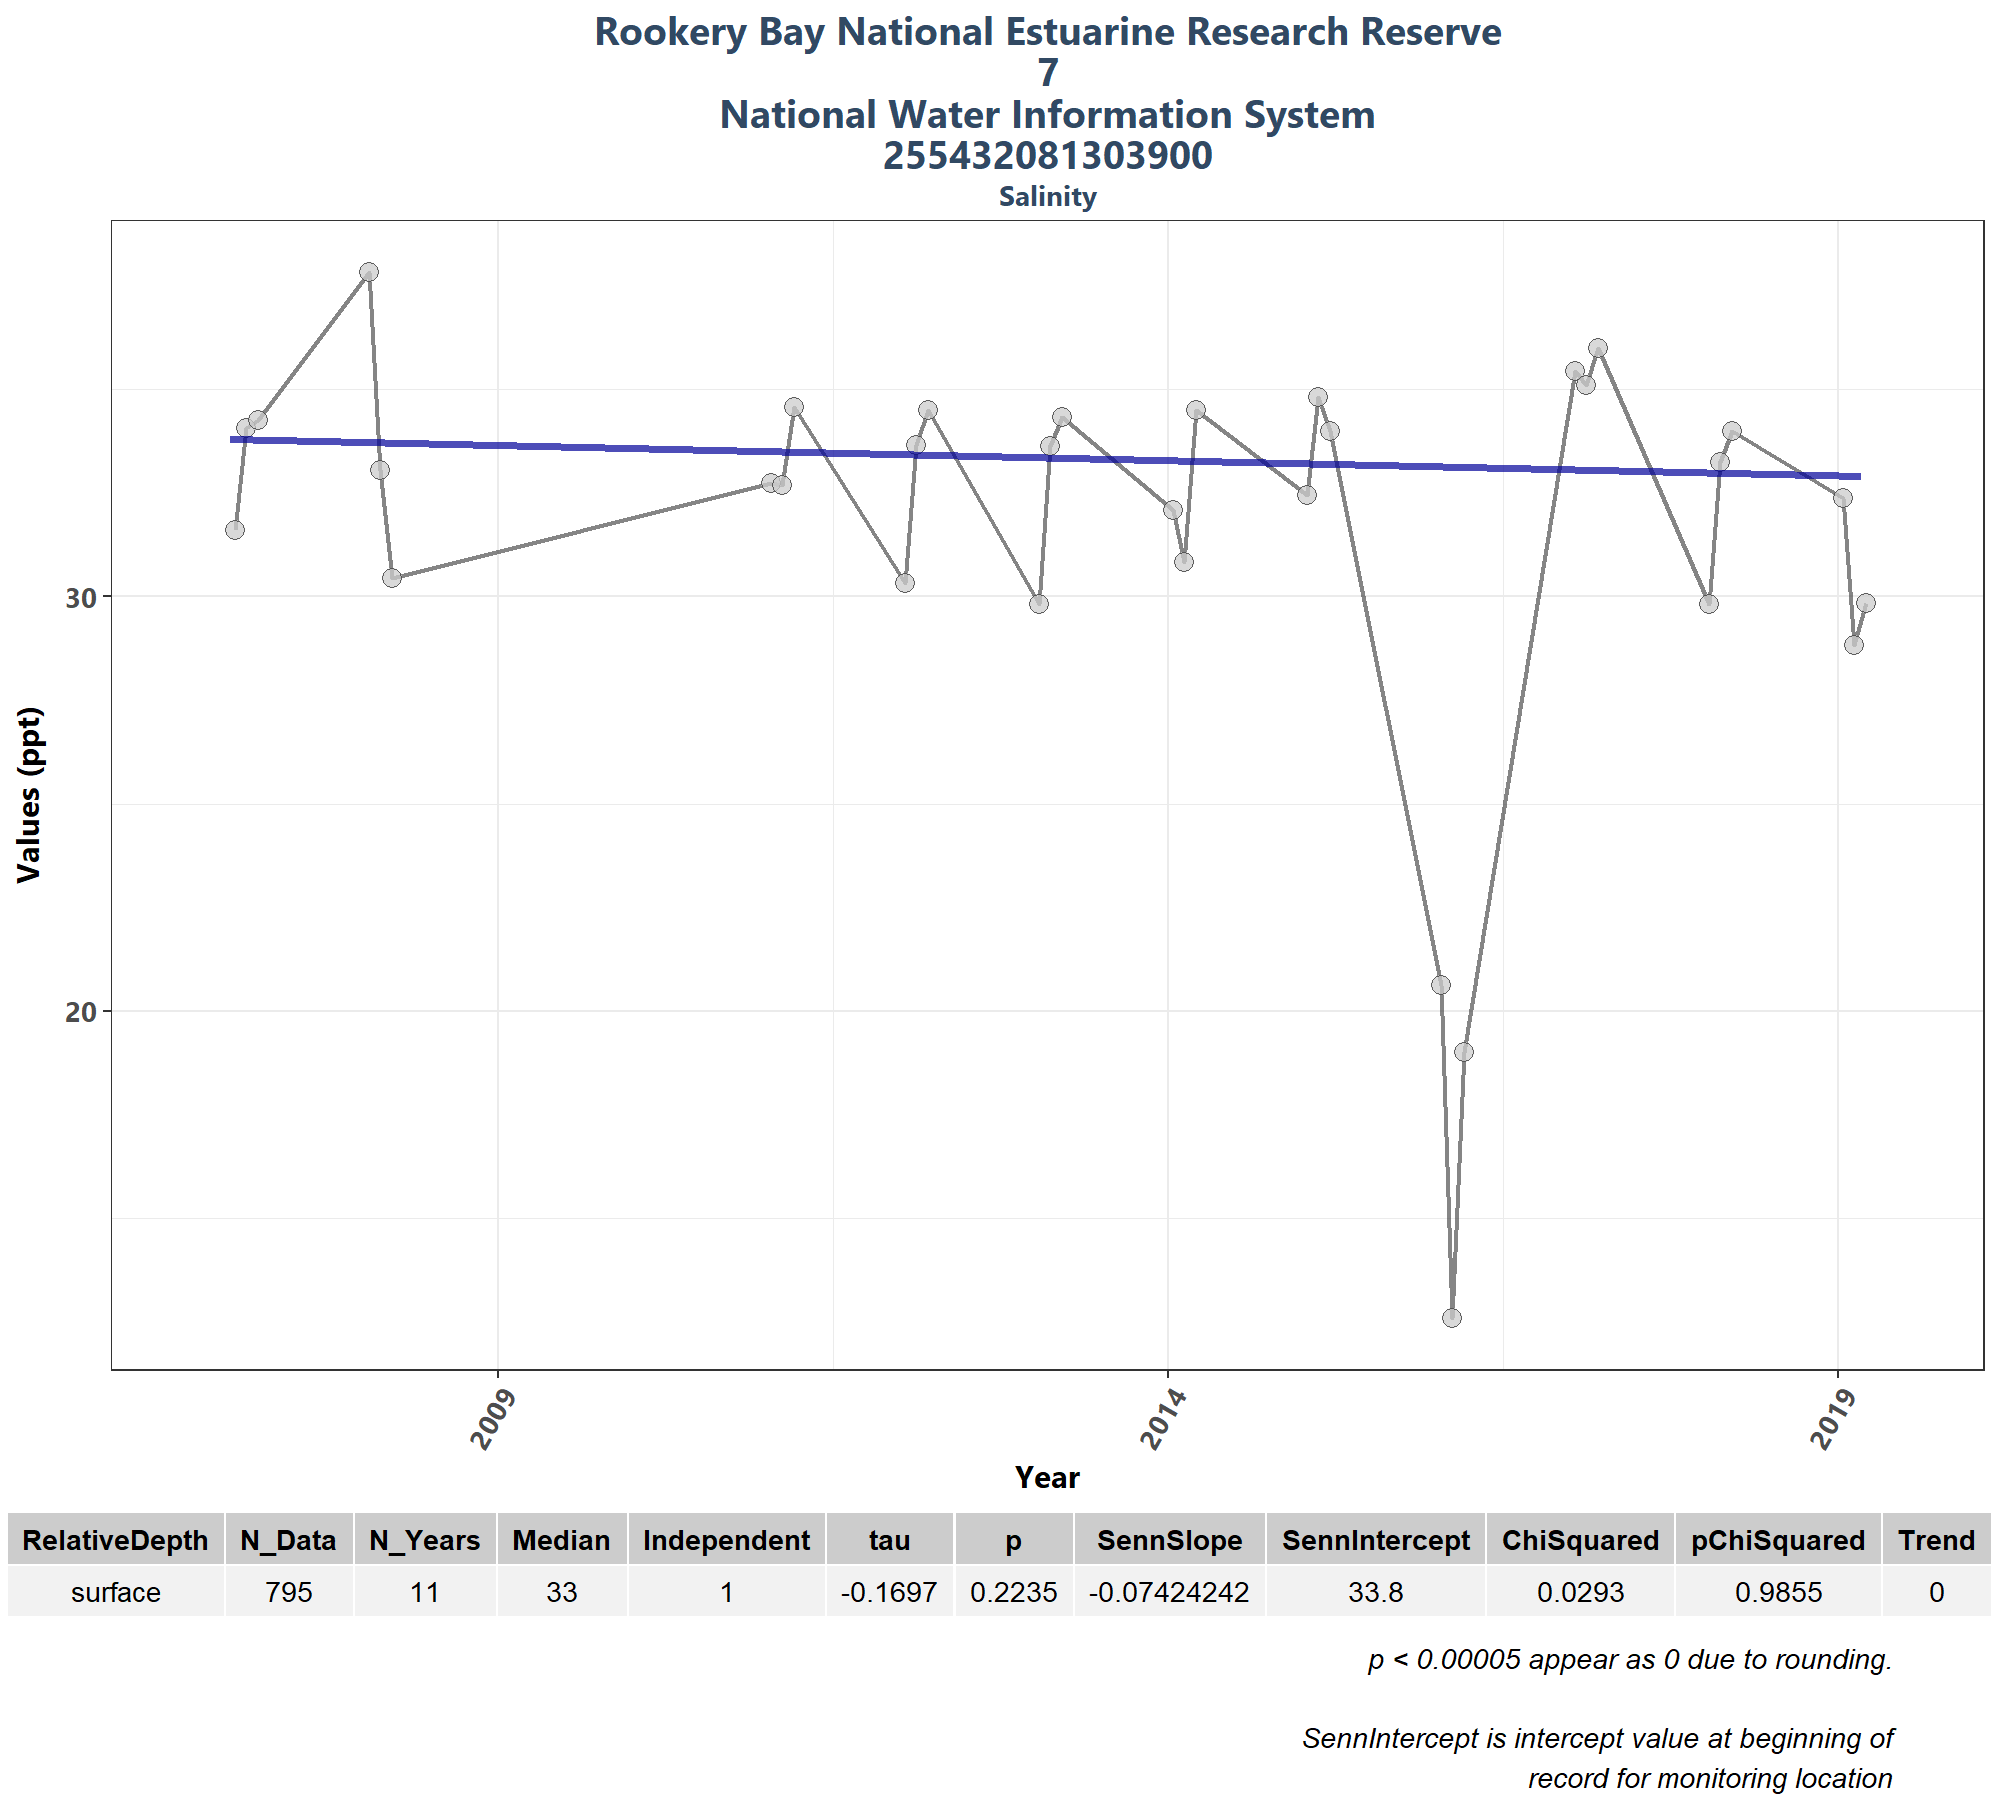 Rookery Bay National Estuarine Research Reserve
7
National Water Information System
255432081303900
Salinity
Values (ppt)
30
20
2009
2014
2019
Year
RelativeDepth N_Data N_Years Median Independent tau p SennSlope SennIntercept ChiSquared pChiSquared Trend
surface 795 11 33 1 -0.1697 0.2235 -0.07424242 33.8 0.0293 0.9855 0
p < 0.00005 appear as 0 due to rounding.
SennIntercept is intercept value at beginning of
record for monitoring location